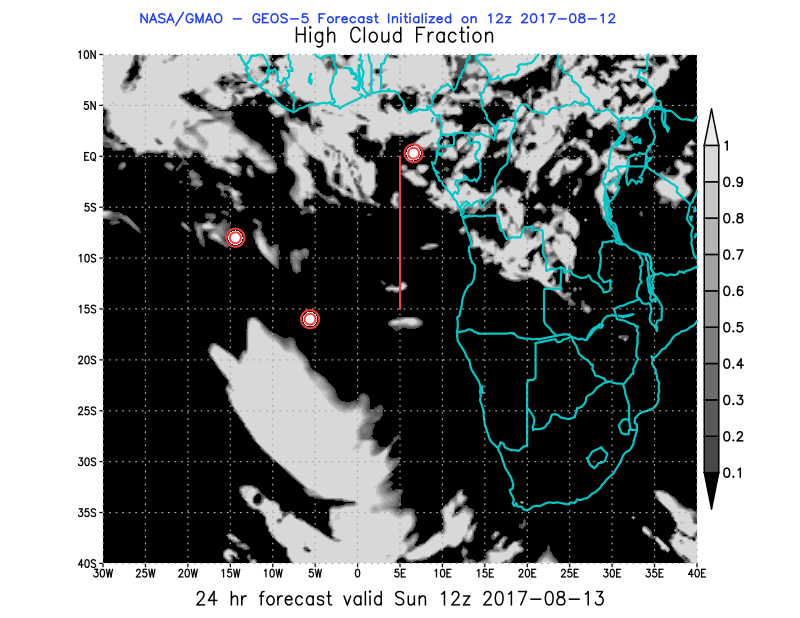 NASA/GMAO - GEOS-5 Forecast Initialized on 12z 2017-08-12
High Cloud Fraction
10N
5N
EQ
5S
10S
15S
20S
25S
30S
35S
40S
30W 25W 20W 15W 10W 5W 0 5E 10E 15E 20E 25E 30E 35E 40E
1
0.9
0.8
0.7
0.6
0.5
0.4
0.3
0.2
0.1
24 hr forecast valid Sun 12z 2017-08-13